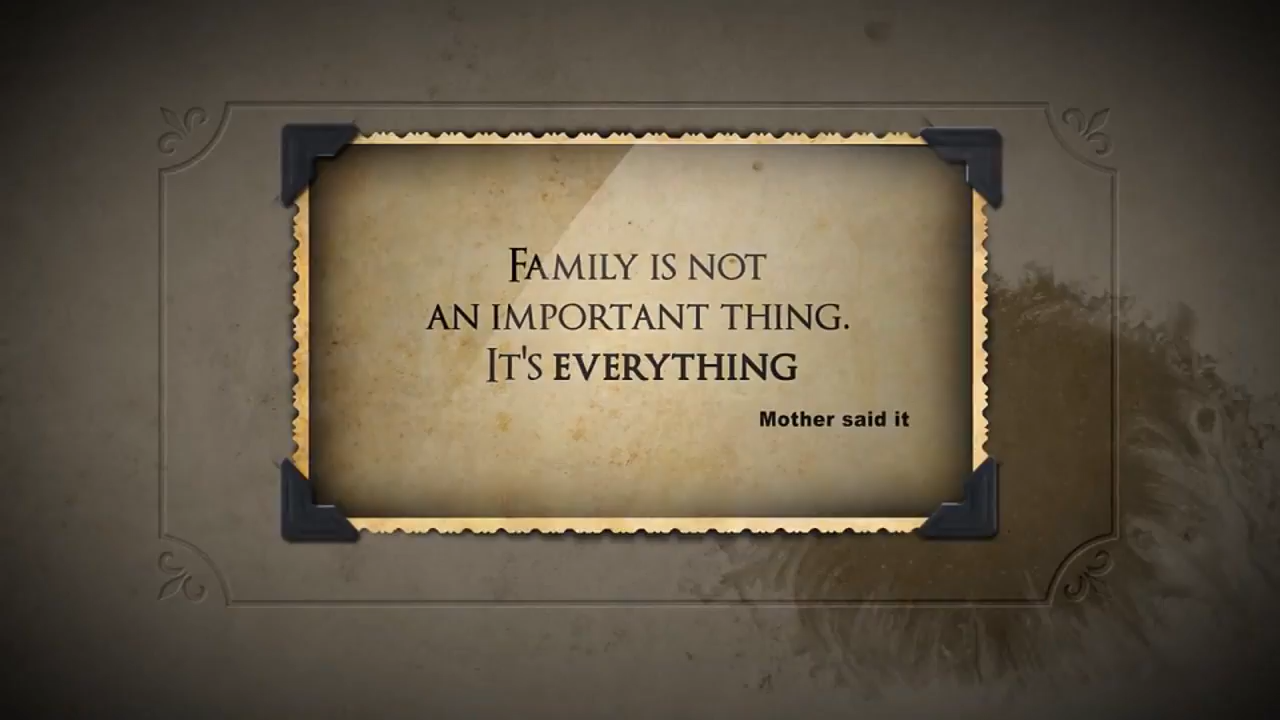 Family is not
an important thing.
It's everything
Mother said it